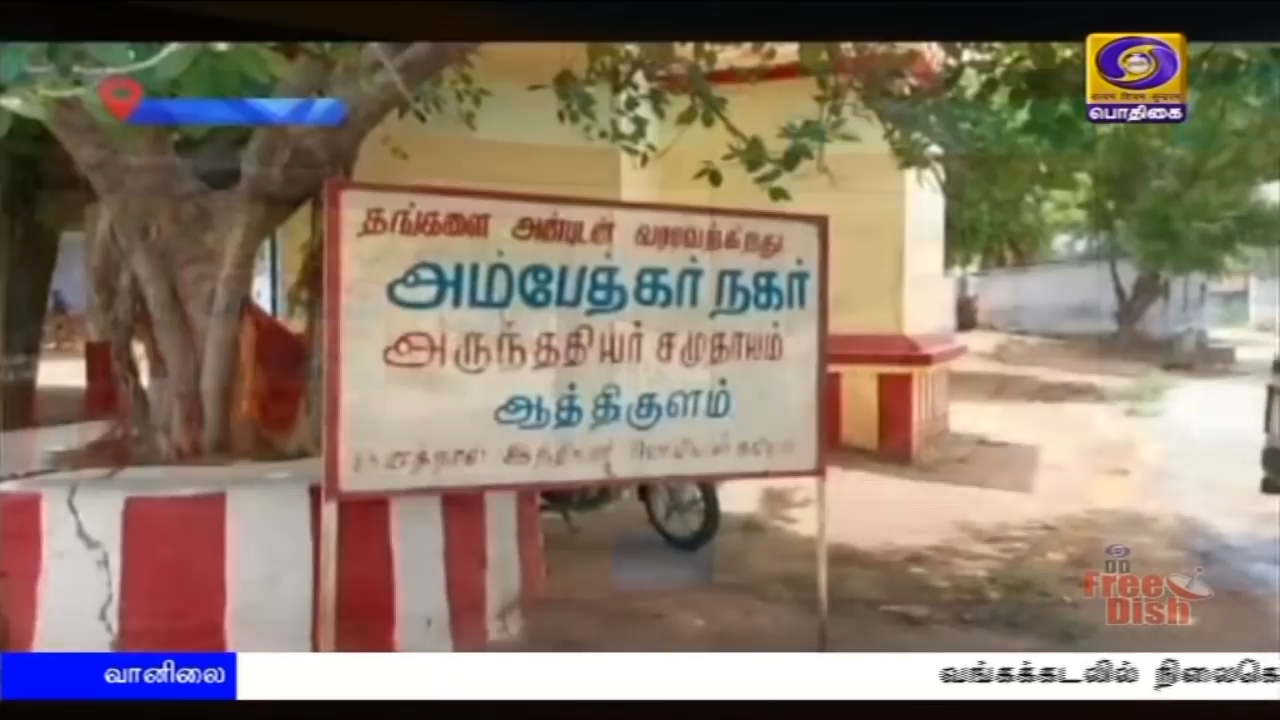 பொதிகை
தங்களை அன்புடன் வரவேற்கிறது
அம்பேத்கர் நகர்
அருந்ததியர் சமுதாயம்
ஆத்திகுளம்
DD
Free
Dish
வானிலை
வங்கக்கடலில் நிலைகொ